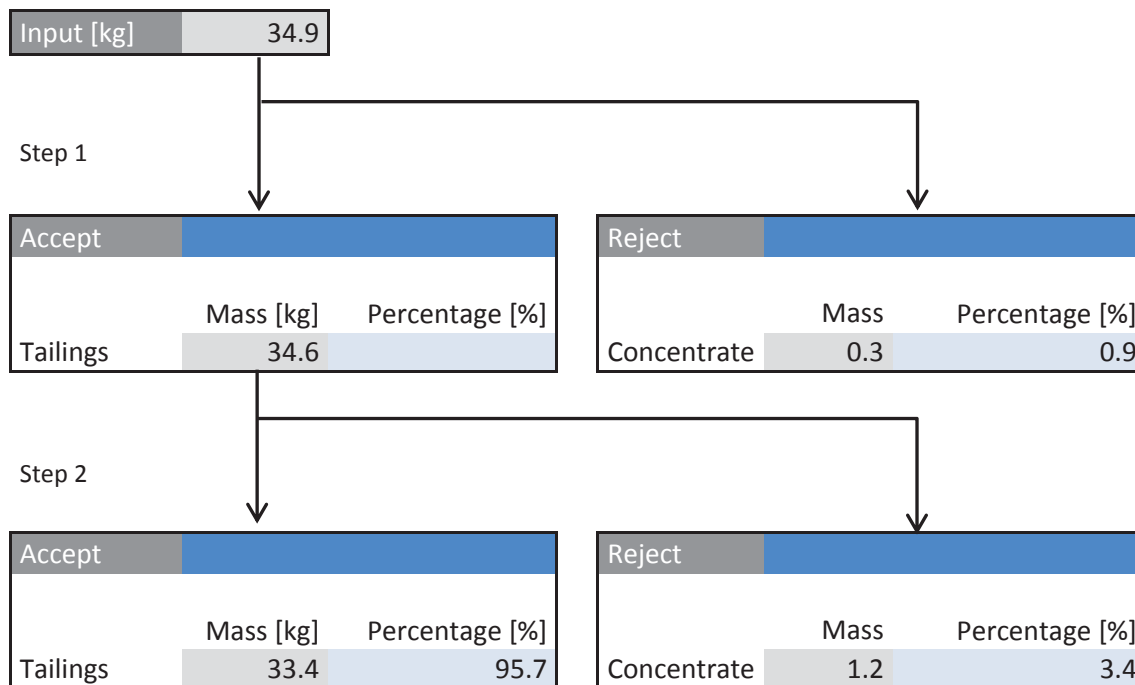 Input [kg] 34.9
Step 1
Accept Reject
Mass [kg] Percentage [%] Mass Percentage [%]
Tailings 34.6 Concentrate 0.3 0.9
Step 2
Accept Reject
Mass [kg] Percentage [%] Mass Percentage [%]
Tailings 33.4 95.7 Concentrate 1.2 3.4